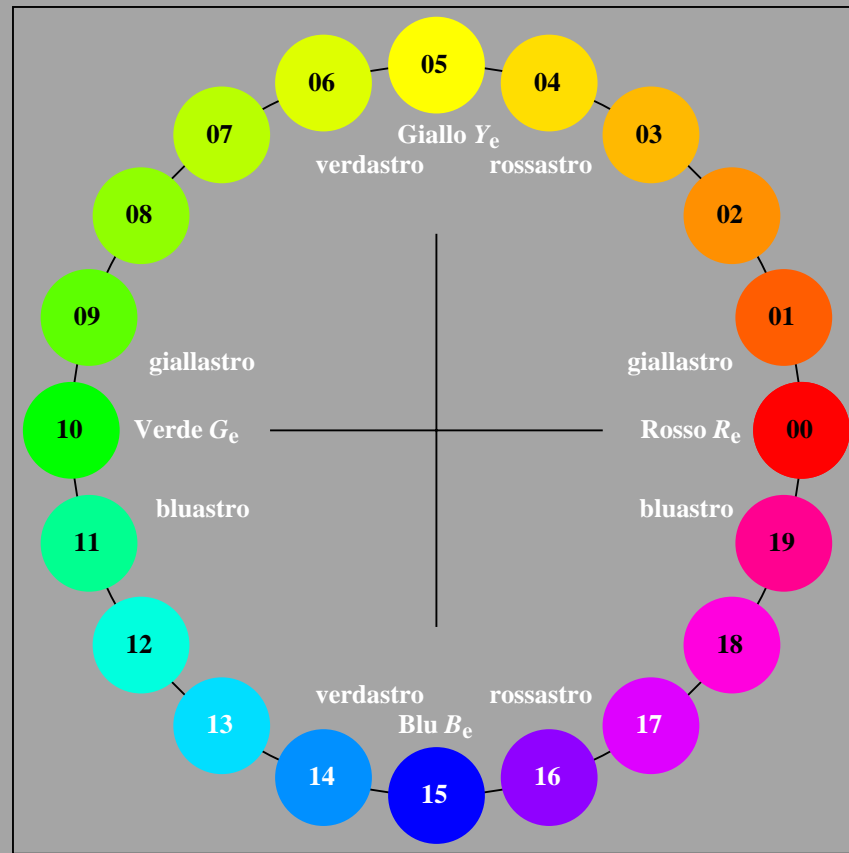 05
06
04
07
Giallo Yₑ
03
verdastro
rossastro
08
02
09
01
giallastro
giallastro
10
Verde Gₑ
Rosso Rₑ
00
bluastro
bluastro
11
19
12
18
verdastro
rossastro
13
Blu Bₑ
17
14
16
15